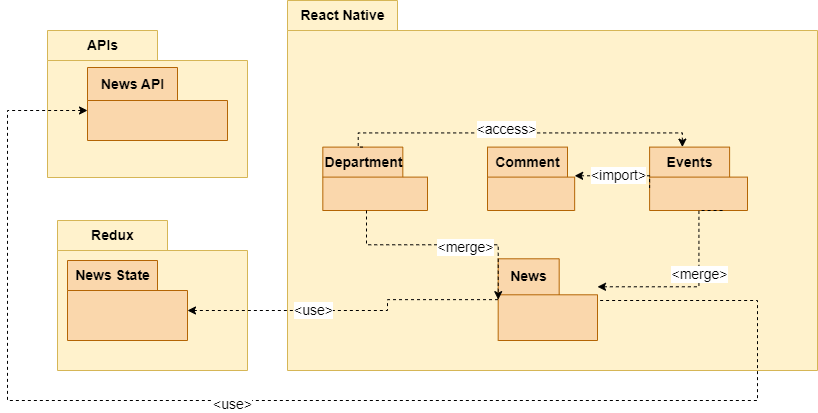 React Native
APIs
News API
<access>
Department
Comment
Events
<import>
Redux
<merge>
<merge>
News State
News
<use>
<use>